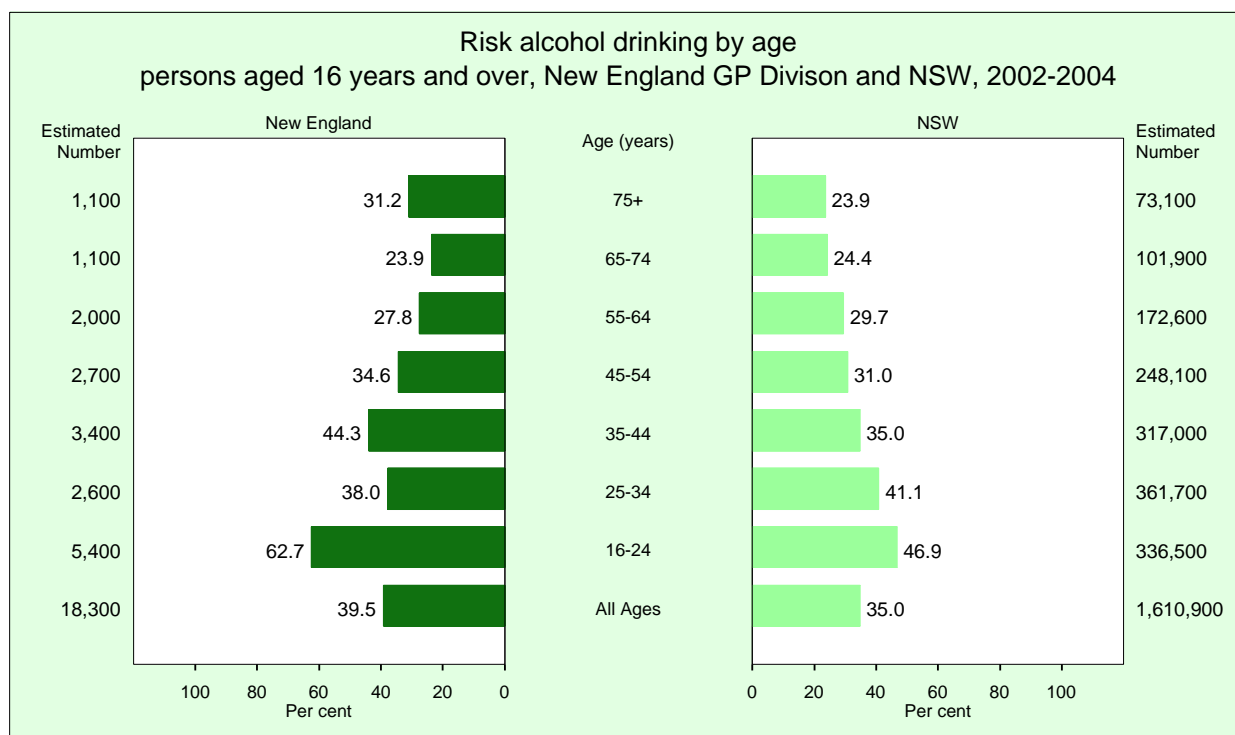 Risk alcohol drinking by age
persons aged 16 years and over, New England GP Divison and NSW, 2002-2004
Estimated Number New England Age (years) NSW Estimated Number
1,100 31.2 75+ 23.9 73,100
1,100 23.9 65-74 24.4 101,900
2,000 27.8 55-64 29.7 172,600
2,700 34.6 45-54 31.0 248,100
3,400 44.3 35-44 35.0 317,000
2,600 38.0 25-34 41.1 361,700
5,400 62.7 16-24 46.9 336,500
18,300 39.5 All Ages 35.0 1,610,900
100 80 60 40 20 0 0 20 40 60 80 100
Per cent Per cent